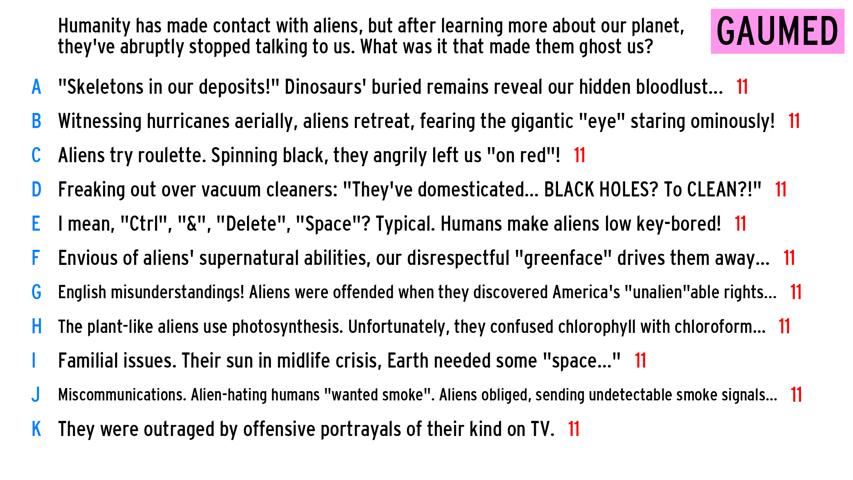 Humanity has made contact with aliens, but after learning more about our planet,
they've abruptly stopped talking to us. What was it that made them ghost us?
GAUMED
A "Skeletons in our deposits!" Dinosaurs' buried remains reveal our hidden bloodlust... 11
B Witnessing hurricanes aerially, aliens retreat, fearing the gigantic "eye" staring ominously! 11
C Aliens try roulette. Spinning black, they angrily left us "on red"! 11
D Freaking out over vacuum cleaners: "They've domesticated... BLACK HOLES? To CLEAN?!" 11
E I mean, "Ctrl", "&", "Delete", "Space"? Typical. Humans make aliens low key-bored! 11
F Envious of aliens' supernatural abilities, our disrespectful "greenface" drives them away... 11
G English misunderstandings! Aliens were offended when they discovered America's "unalien"able rights... 11
H The plant-like aliens use photosynthesis. Unfortunately, they confused chlorophyll with chloroform... 11
I Familial issues. Their sun in midlife crisis, Earth needed some "space..." 11
J Miscommunications. Alien-hating humans "wanted smoke". Aliens obliged, sending undetectable smoke signals... 11
K They were outraged by offensive portrayals of their kind on TV. 11